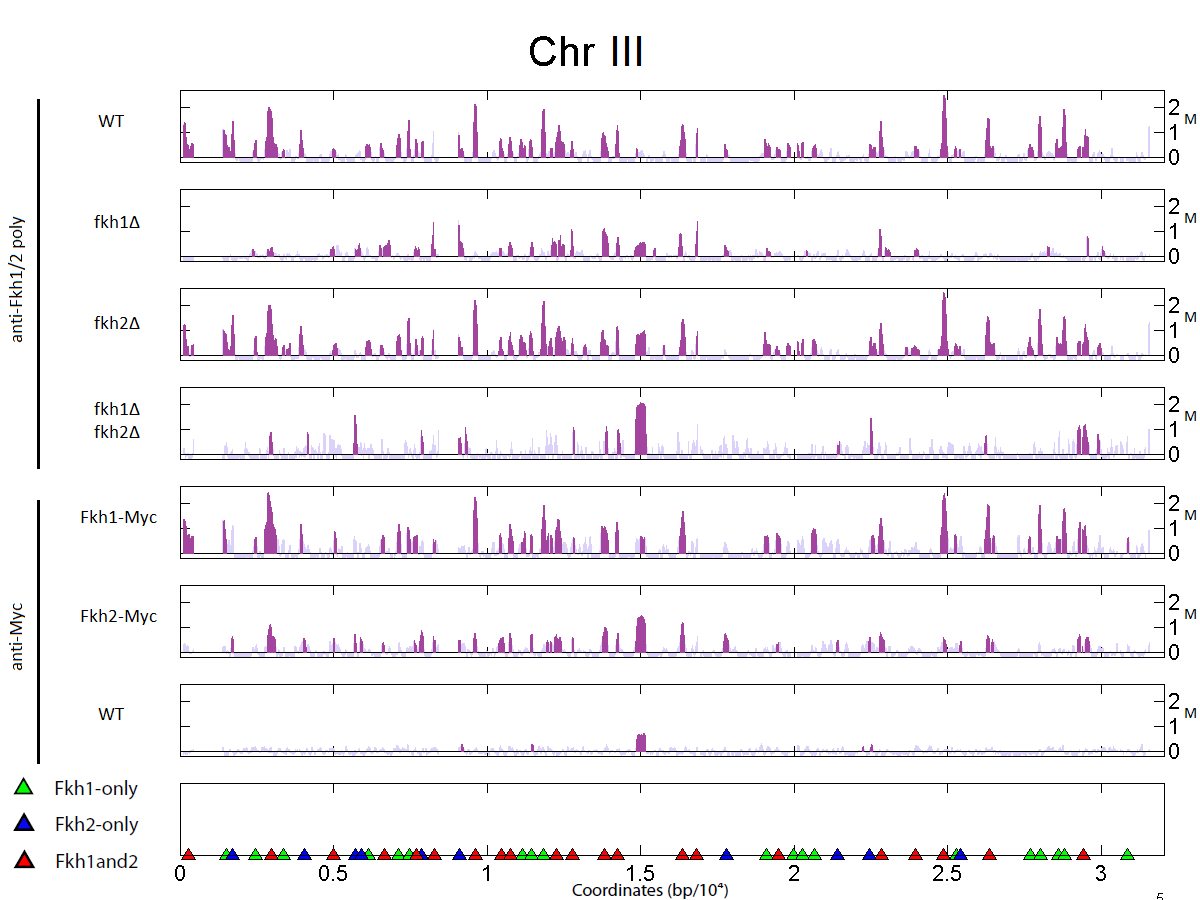 Chr III
anti-Fkh1/2 poly
WT
2
1
0
M
fkh1Δ
2
1
0
M
fkh2Δ
2
1
0
M
fkh1Δ
fkh2Δ
2
1
0
M
anti-Myc
Fkh1-Myc
2
1
0
M
Fkh2-Myc
2
1
0
M
WT
2
1
0
M
Fkh1-only
Fkh2-only
Fkh1and2
0 0.5 1 1.5 2 2.5 3
Coordinates (bp/10⁴)